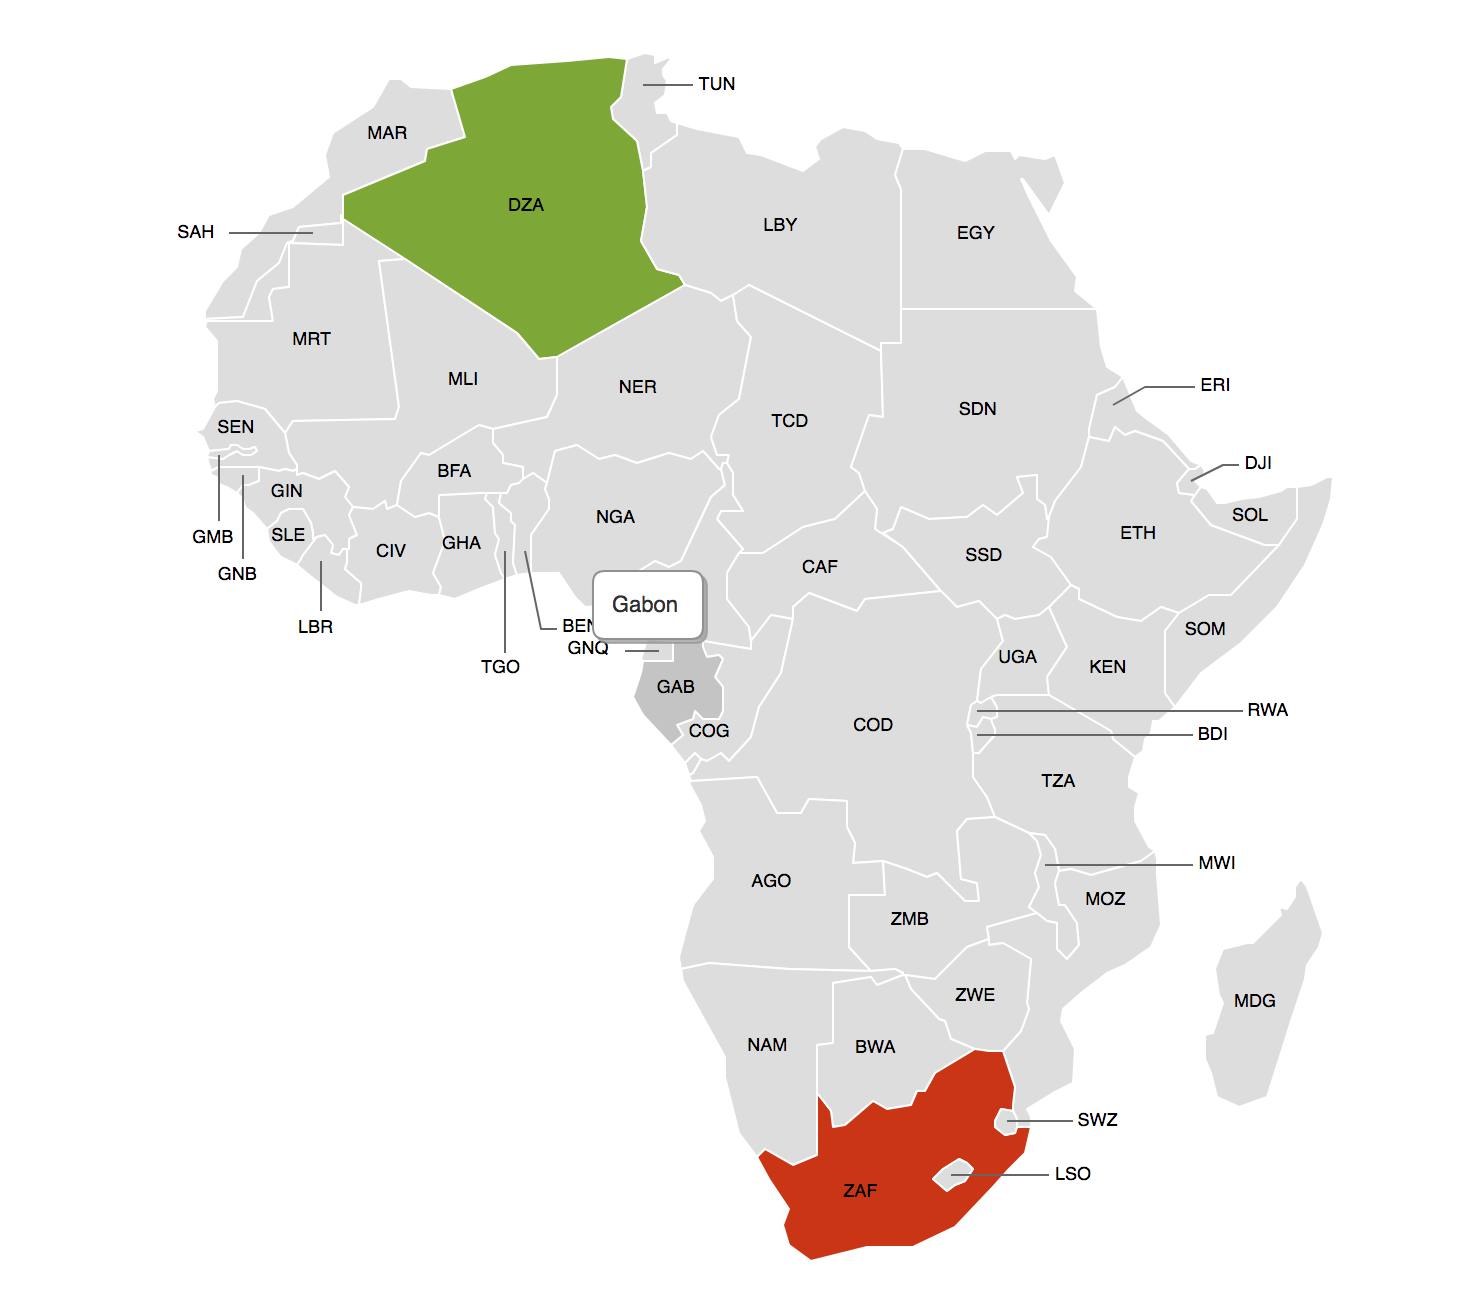 TUN
MAR
DZA
SAH
LBY
EGY
MRT
MLI
NER
ERI
SDN
TCD
SEN
DJI
BFA
GIN
SOL
NGA
ETH
GMB
SLE
CIV
GHA
SSD
CAF
GNB
Gabon
LBR
BEN
SOM
GNQ
UGA
TGO
KEN
GAB
RWA
COD
COG
BDI
TZA
MWI
AGO
MOZ
ZMB
ZWE
MDG
NAM
BWA
SWZ
LSO
ZAF